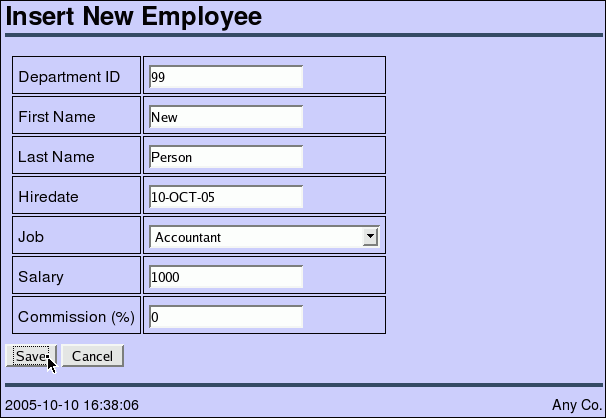 Insert New Employee
Department ID 99
First Name New
Last Name Person
Hiredate 10-OCT-05
Job Accountant
Salary 1000
Commission (%) 0
Save Cancel
2005-10-10 16:38:06 Any Co.